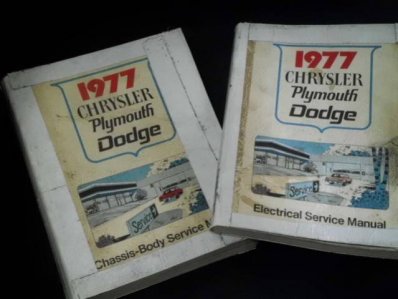 1977
CHRYSLER
Plymouth
Dodge
Service
Chassis-Body Service M
1977
CHRYSLER
Plymouth
Dodge
Service
Electrical Service Manual